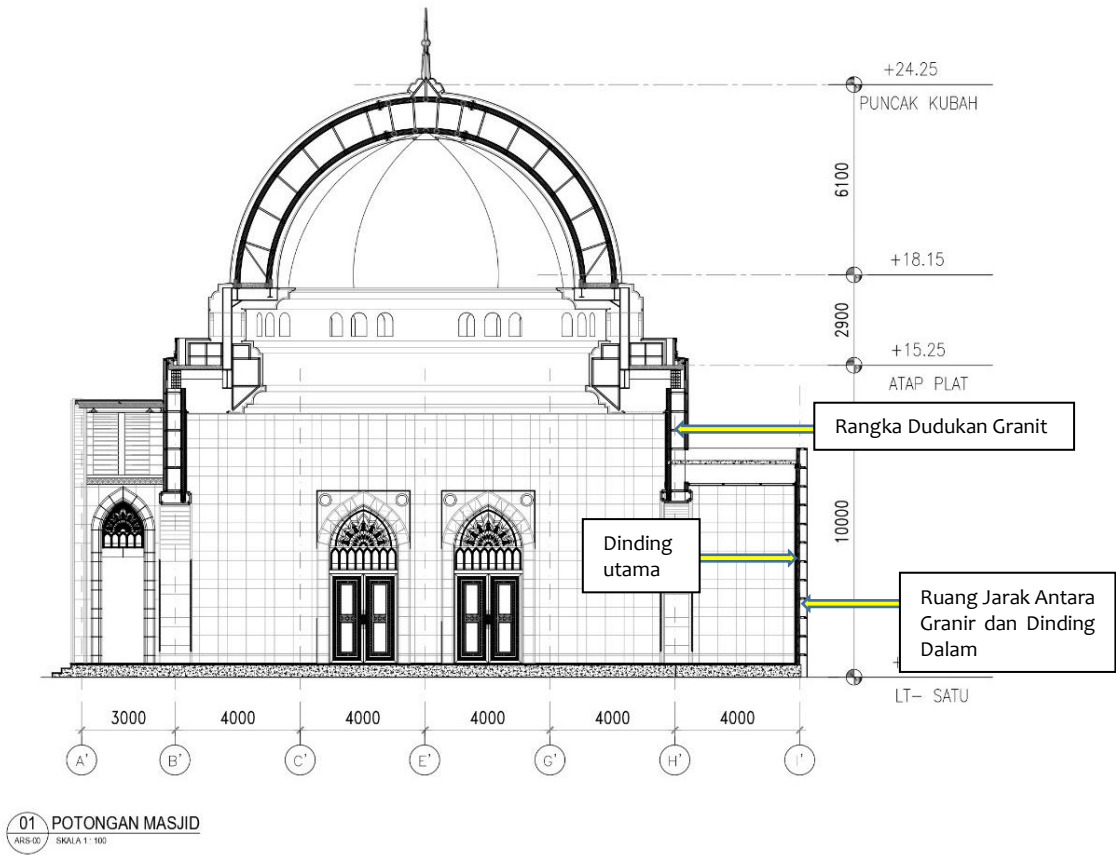 +24.25
PUNCAK KUBAH
6100
+18.15
2900
+15.25
ATAP PLAT
Rangka Dudukan Granit
10000
Dinding
utama
Ruang Jarak Antara
Granir dan Dinding
Dalam
LT- SATU
3000 4000 4000 4000 4000 4000
A' B' C' E' G' H' I'
01 POTONGAN MASJID
ARS-00 SKALA 1 : 100